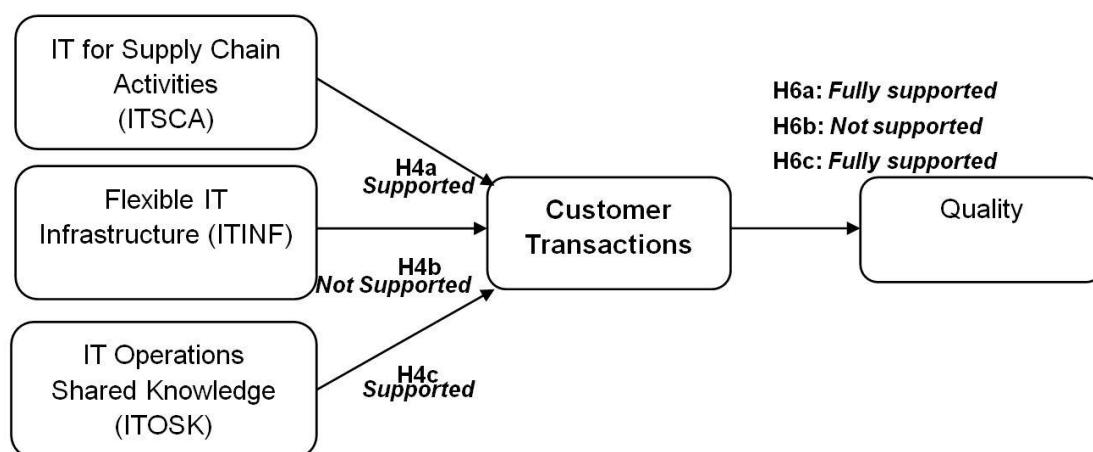 IT for Supply Chain
Activities
(ITSCA)
H6a: Fully supported
H6b: Not supported
H6c: Fully supported
H4a
Supported
Flexible IT
Infrastructure (ITINF)
Customer
Transactions
Quality
H4b
Not Supported
IT Operations
Shared Knowledge
(ITOSK)
H4c
Supported